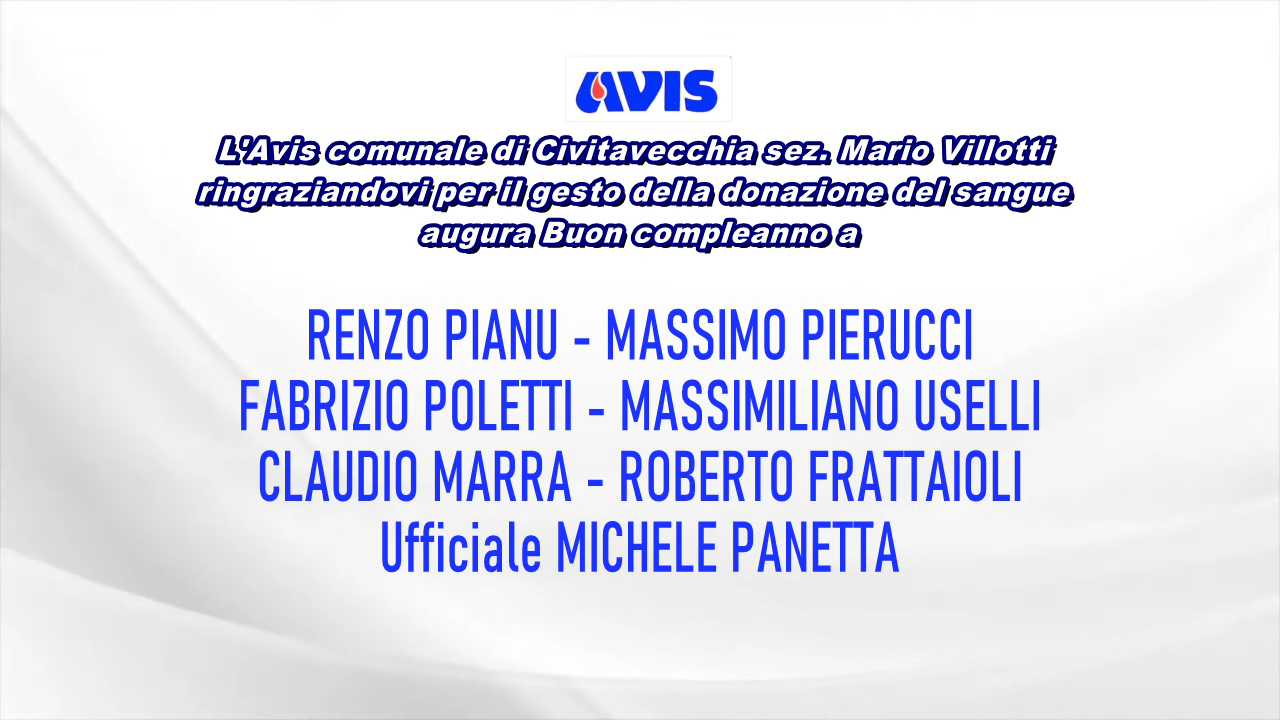 AVIS
L'Avis comunale di Civitavecchia sez. Mario Villotti
ringraziandovi per il gesto della donazione del sangue
augura Buon compleanno a
RENZO PIANU - MASSIMO PIERUCCI
FABRIZIO POLETTI - MASSIMILIANO USELLI
CLAUDIO MARRA - ROBERTO FRATTAIOLI
Ufficiale MICHELE PANETTA